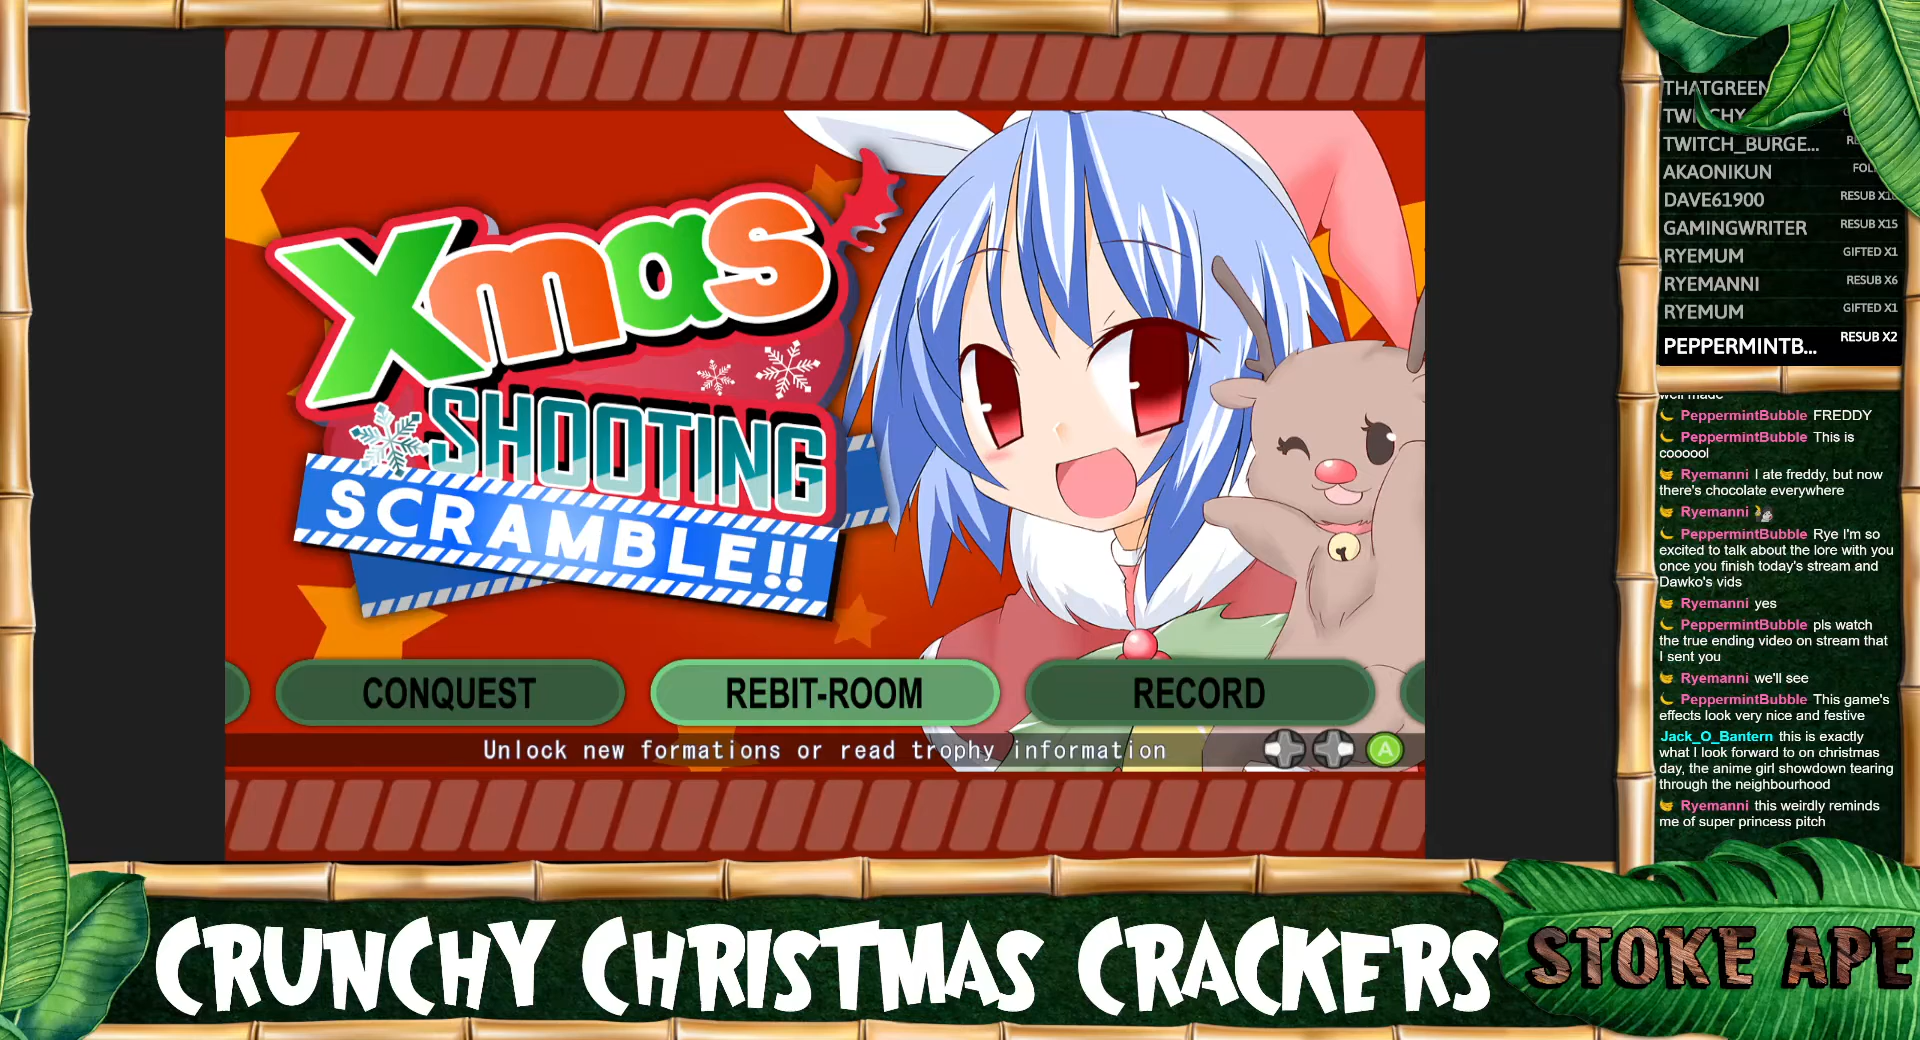 Xmas
SHOOTING
SCRAMBLE!!
CONQUEST
REBIT-ROOM
RECORD
Unlock new formations or read trophy information
A
TWITCH_BURGE...
AKAONIKUN
DAVE61900
GAMINGWRITER RESUB X15
RYEMUM GIFTED X1
RYEMANNI RESUB X6
RYEMUM GIFTED X1
PEPPERMINTB... RESUB X2
well made
PeppermintBubble FREDDY
PeppermintBubble This is
coooool
Ryemanni I ate freddy, but now
there's chocolate everywhere
Ryemanni
PeppermintBubble Rye I'm so
excited to talk about the lore with you
once you finish today's stream and
Dawko's vids
Ryemanni yes
PeppermintBubble pls watch
the true ending video on stream that
I sent you
Ryemanni we'll see
PeppermintBubble This game's
effects look very nice and festive
Jack_O_Bantern this is exactly
what I look forward to on christmas
day, the anime girl showdown tearing
through the neighbourhood
Ryemanni this weirdly reminds
me of super princess pitch
CRUNCHY CHRISTMAS CRACKERS
STOKE APE